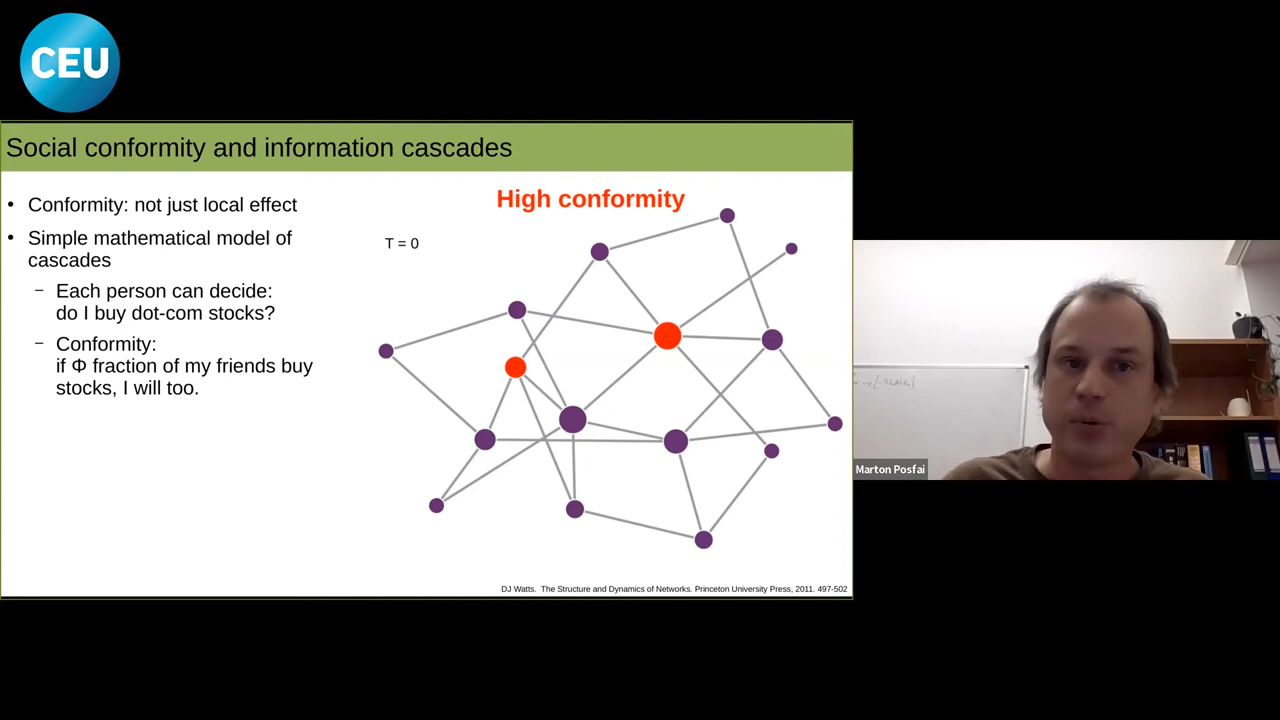 CEU
Social conformity and information cascades
• Conformity: not just local effect
• Simple mathematical model of
cascades
– Each person can decide:
do I buy dot-com stocks?
– Conformity:
if Φ fraction of my friends buy
stocks, I will too.
High conformity
T = 0
DJ Watts. The Structure and Dynamics of Networks. Princeton University Press, 2011. 497-502
Marton Posfai